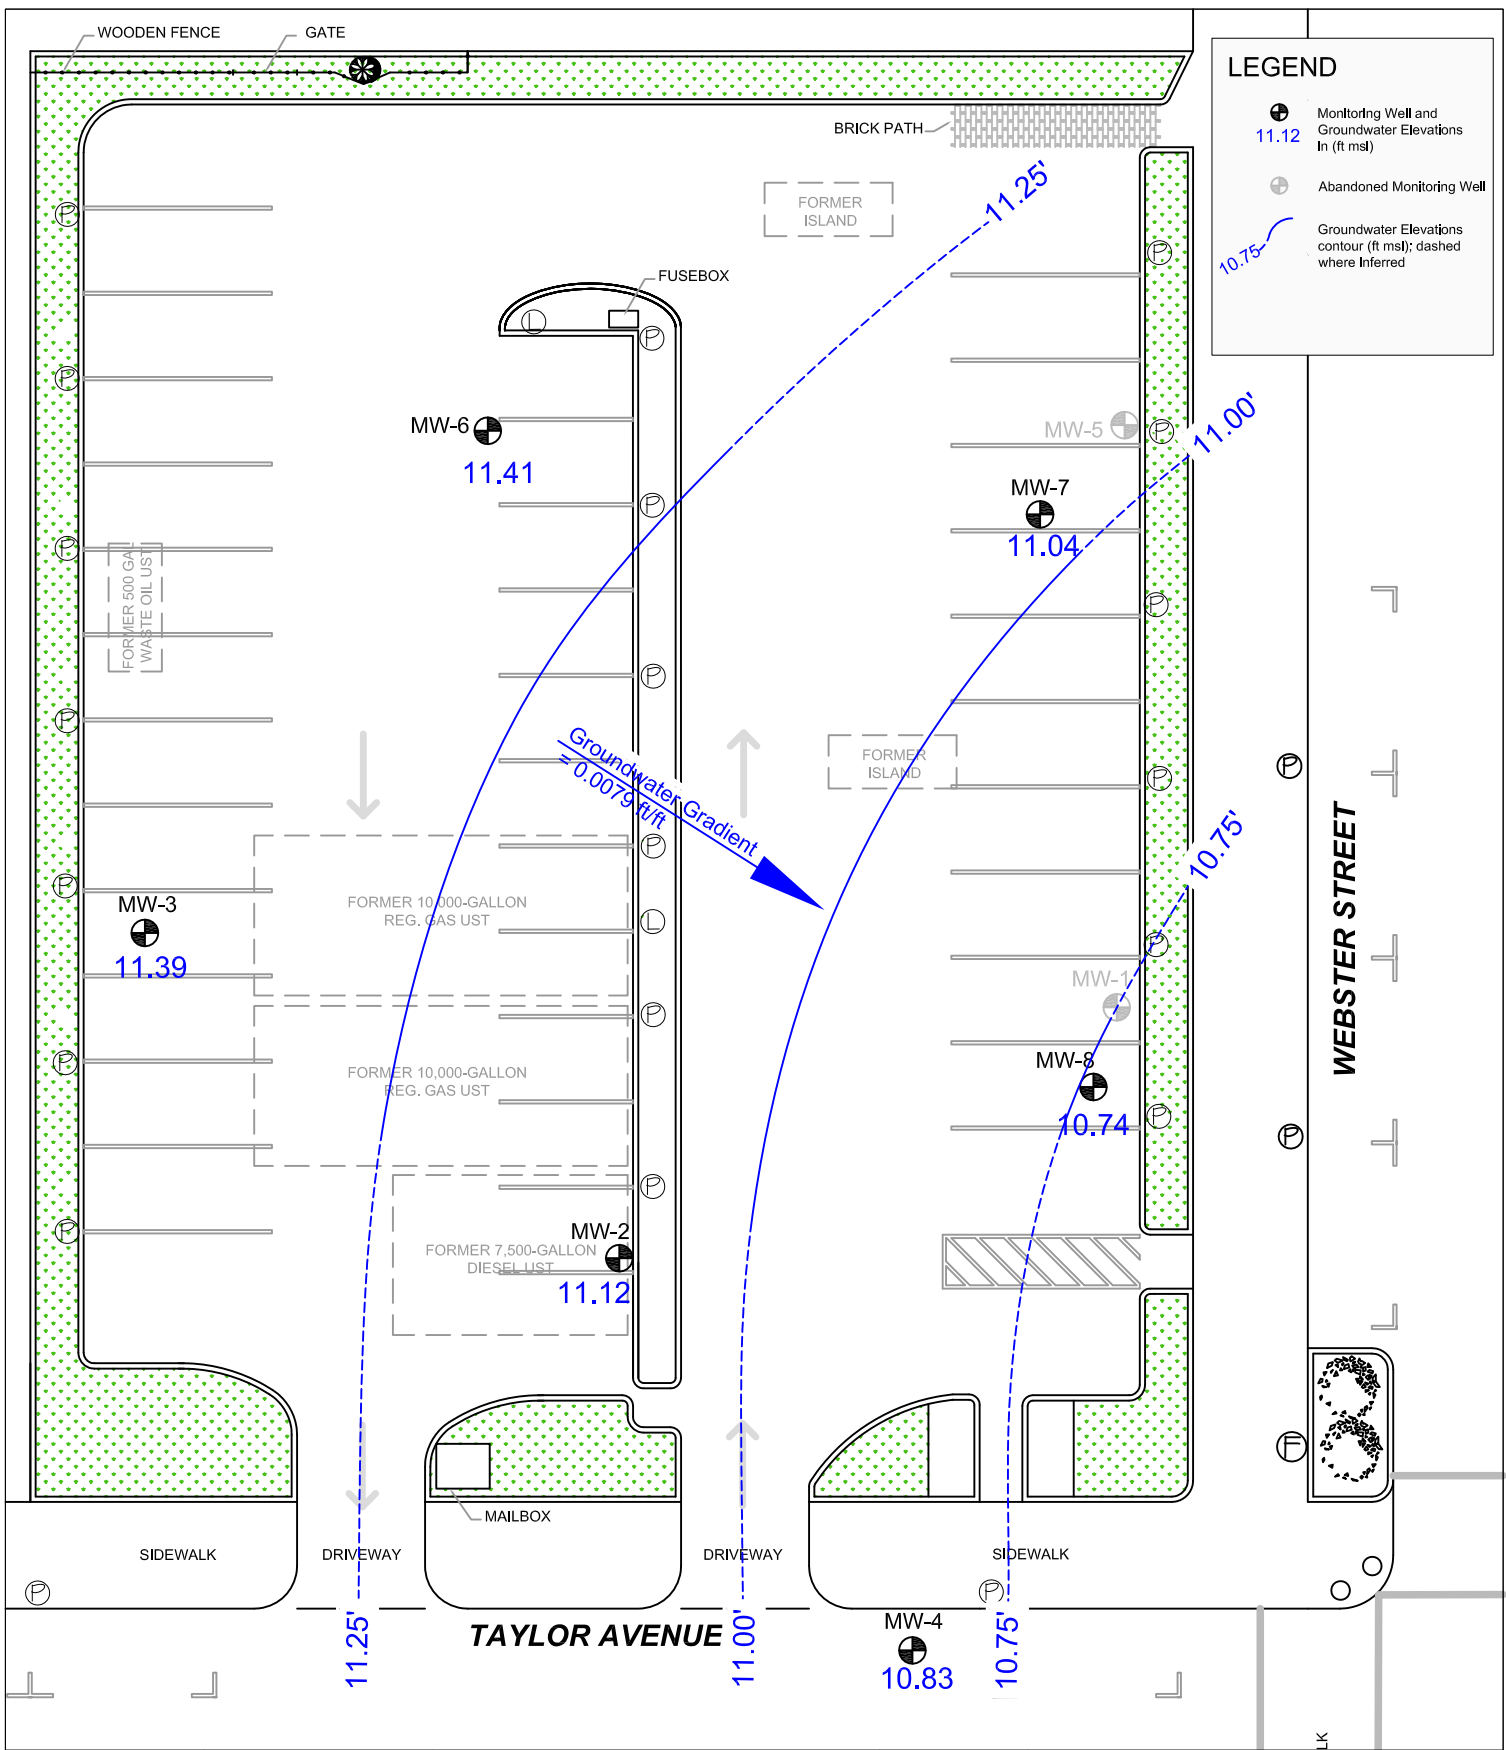 WOODEN FENCE
GATE
LEGEND
11.12
Monitoring Well and
Groundwater Elevations
In (ft msl)
Abandoned Monitoring Well
10.75
Groundwater Elevations
contour (ft msl); dashed
where Inferred
BRICK PATH
11.25'
FORMER
ISLAND
FUSEBOX
L
P
P
P
P
MW-6
11.41
MW-5
P
11.00'
MW-7
11.04
P
P
FORMER 500 GAL
WASTE OIL UST
P
P
P
Groundwater Gradient
= 0.0079 ft/ft
FORMER
ISLAND
P
P
P
10.75'
WEBSTER STREET
P
MW-3
11.39
FORMER 10,000-GALLON
REG. GAS UST
L
P
MW-1
P
P
FORMER 10,000-GALLON
REG. GAS UST
MW-8
10.74
P
P
P
P
MW-2
11.12
FORMER 7,500-GALLON
DIESEL UST
MAILBOX
SIDEWALK
DRIVEWAY
DRIVEWAY
SIDEWALK
P
P
11.25'
TAYLOR AVENUE
11.00'
MW-4
10.83
10.75'
LK